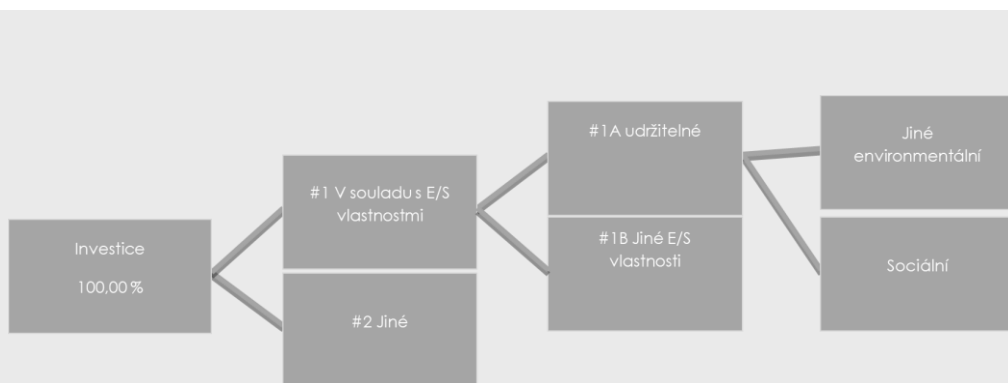 Investice
100,00 %
#1 V souladu s E/S
vlastnostmi
#2 Jiné
#1A udržitelné
#1B Jiné E/S
vlastnosti
Jiné
environmentální
Sociální